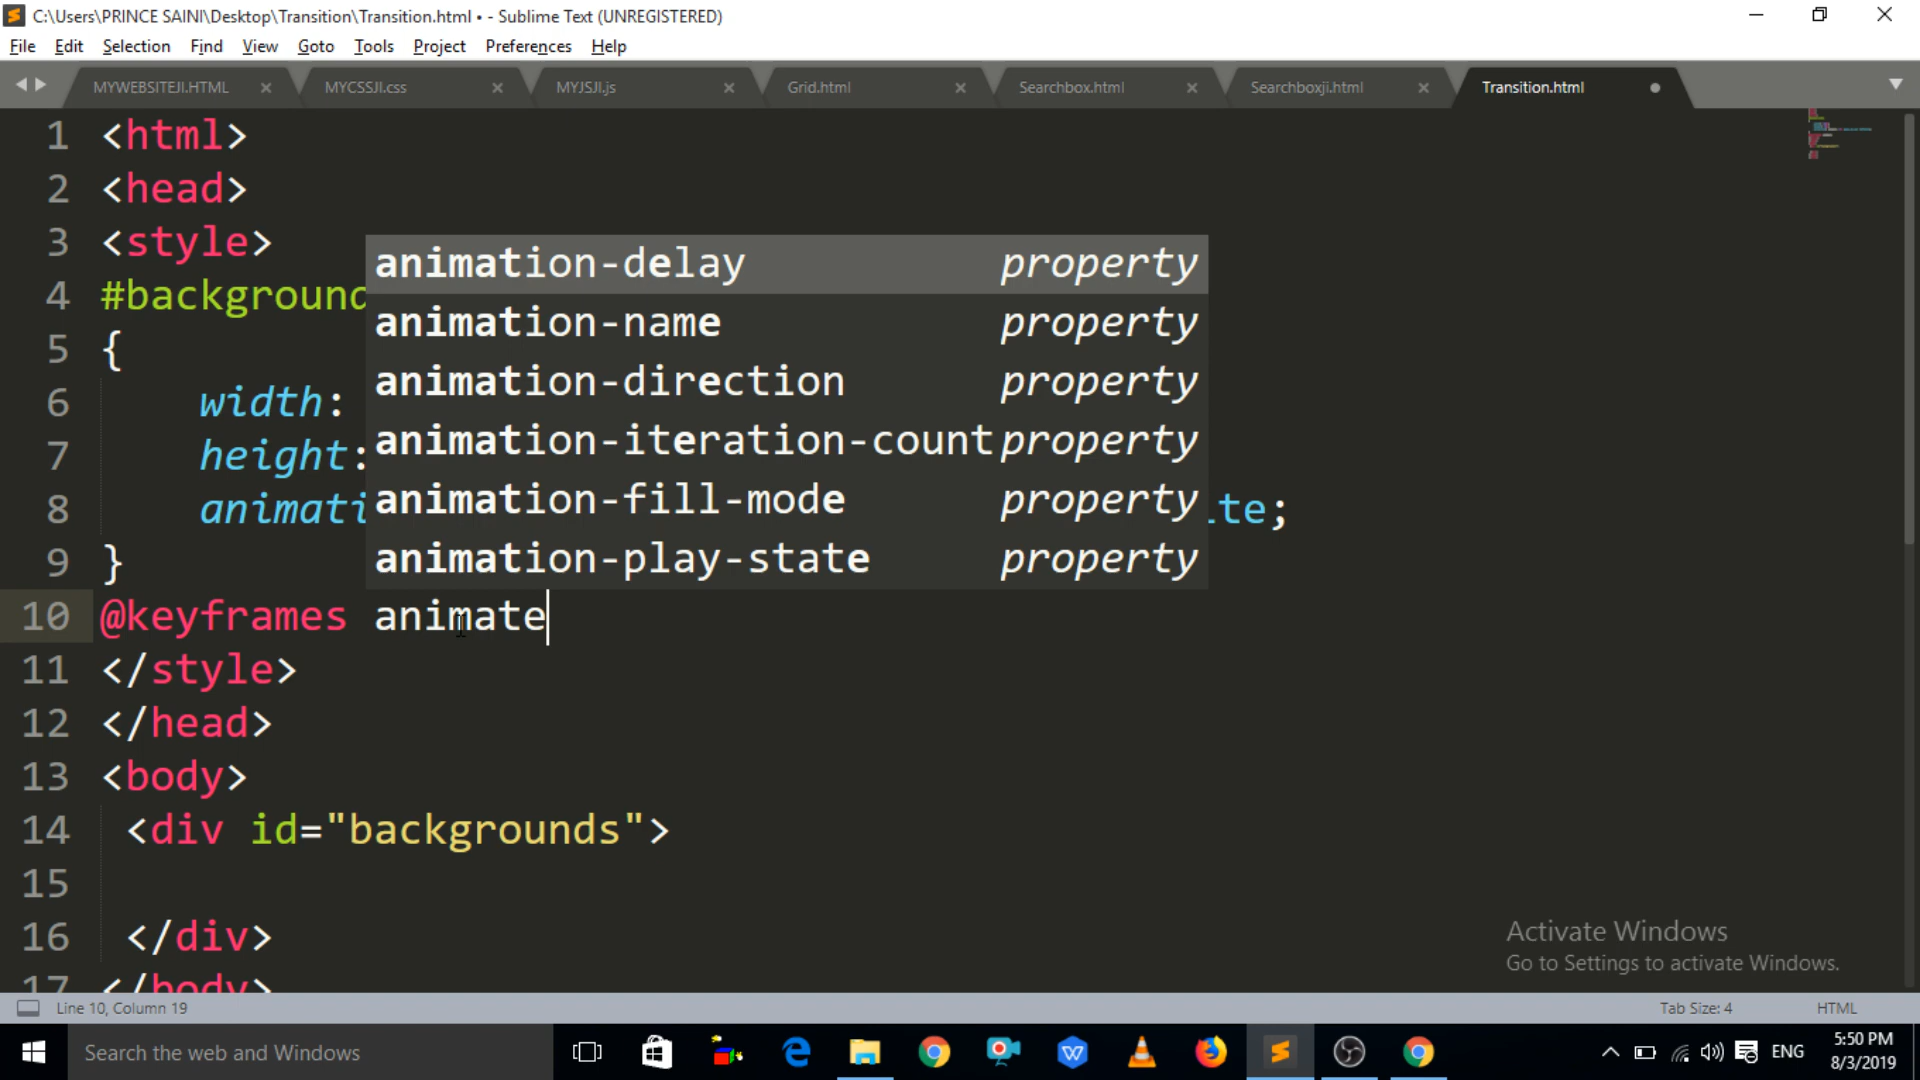 C:\Users\PRINCE SAINI\Desktop\Transition\Transition.html • - Sublime Text (UNREGISTERED)
File Edit Selection Find View Goto Tools Project Preferences Help
MYWEBSITEJI.HTML MYCSSJI.css MYJSJI.js Grid.html Searchbox.html Searchboxji.html Transition.html
1 <html>
2 <head>
3 <style>
animation-delay property
4 #background
animation-name property
5 {
animation-direction property
6 width:
animation-iteration-count property
7 height:
animation-fill-mode property
8 animati ite;
animation-play-state property
9 }
10 @keyframes animate
11 </style>
12 </head>
13 <body>
14 <div id="backgrounds">
15
16 </div>
17 </body>
Activate Windows
Go to Settings to activate Windows.
Line 10, Column 19 Tab Size: 4 HTML
Search the web and Windows
ENG
5:50 PM
8/3/2019